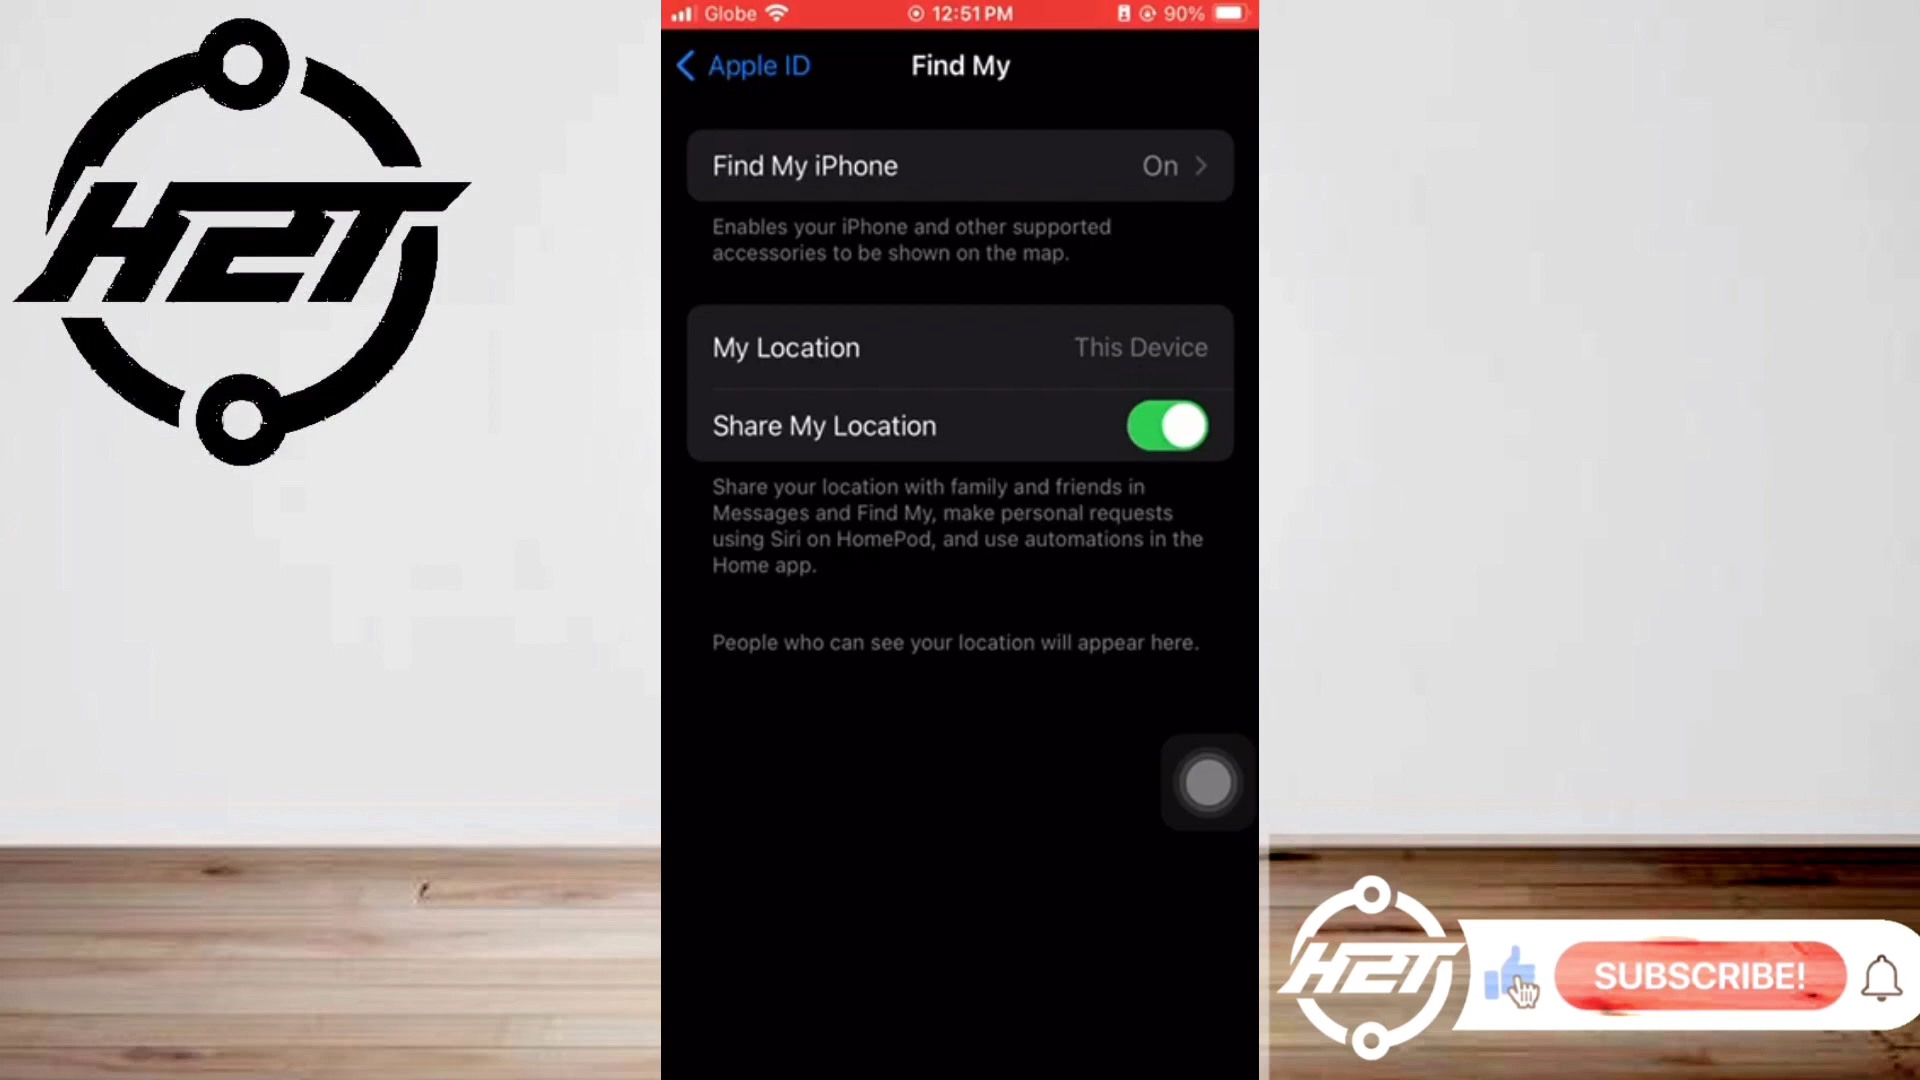 H2T
Globe 12:51 PM 90%
Apple ID Find My
Find My iPhone On
Enables your iPhone and other supported
accessories to be shown on the map.
My Location This Device
Share My Location
Share your location with family and friends in
Messages and Find My, make personal requests
using Siri on HomePod, and use automations in the
Home app.
People who can see your location will appear here.
H2T
SUBSCRIBE!